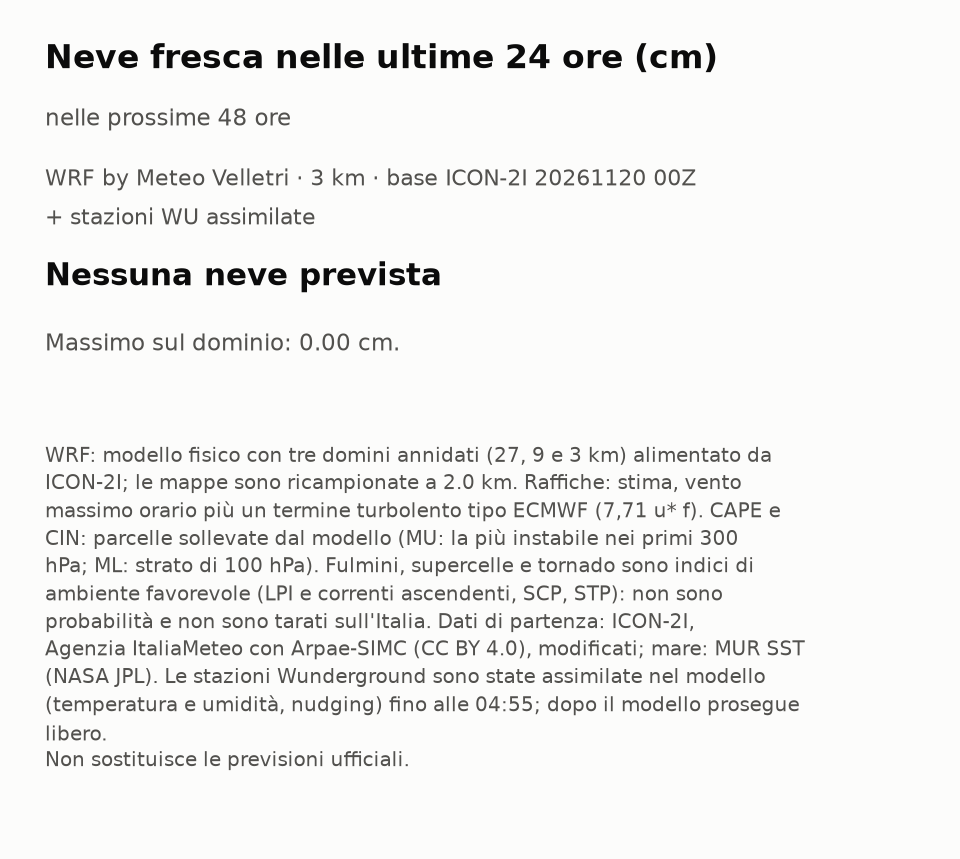 Neve fresca nelle ultime 24 ore (cm)
nelle prossime 48 ore
WRF by Meteo Velletri · 3 km · base ICON-2I 20261120 00Z
+ stazioni WU assimilate
Nessuna neve prevista
Massimo sul dominio: 0.00 cm.
WRF: modello fisico con tre domini annidati (27, 9 e 3 km) alimentato da
ICON-2I; le mappe sono ricampionate a 2.0 km. Raffiche: stima, vento
massimo orario più un termine turbolento tipo ECMWF (7,71 u* f). CAPE e
CIN: parcelle sollevate dal modello (MU: la più instabile nei primi 300
hPa; ML: strato di 100 hPa). Fulmini, supercelle e tornado sono indici di
ambiente favorevole (LPI e correnti ascendenti, SCP, STP): non sono
probabilità e non sono tarati sull'Italia. Dati di partenza: ICON-2I,
Agenzia ItaliaMeteo con Arpae-SIMC (CC BY 4.0), modificati; mare: MUR SST
(NASA JPL). Le stazioni Wunderground sono state assimilate nel modello
(temperatura e umidità, nudging) fino alle 04:55; dopo il modello prosegue
libero.
Non sostituisce le previsioni ufficiali.